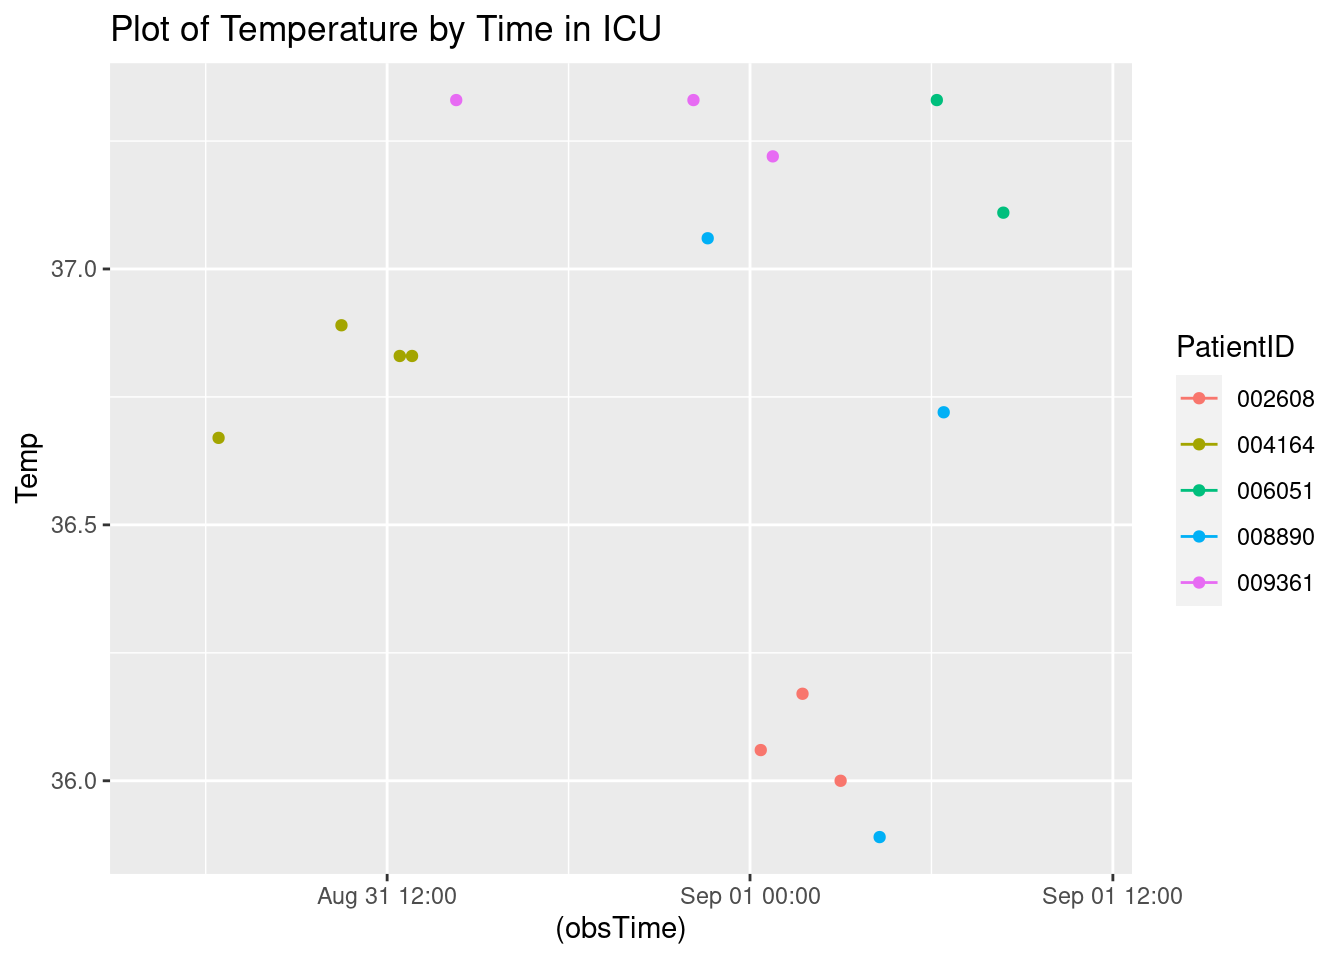 Plot of Temperature by Time in ICU
Temp
37.0
36.5
36.0
Aug 31 12:00
Sep 01 00:00
Sep 01 12:00
(obsTime)
PatientID
002608
004164
006051
008890
009361